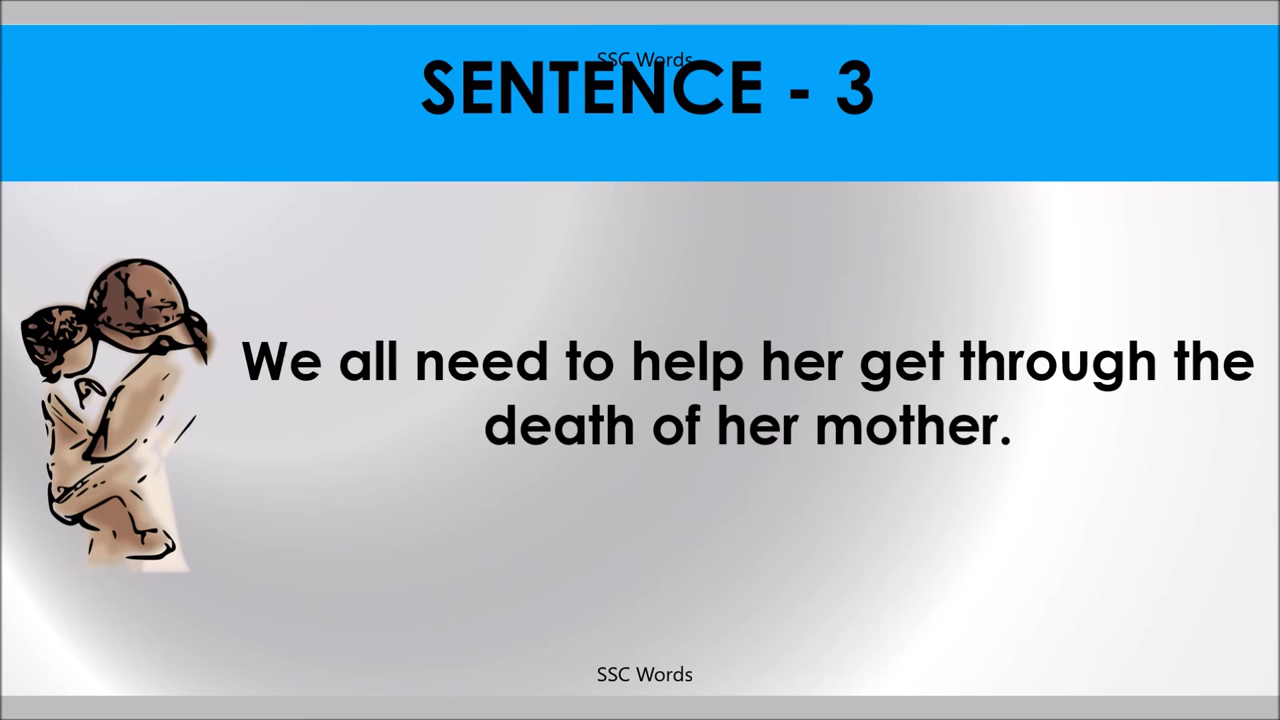 SSC Words
SENTENCE - 3
We all need to help her get through the
death of her mother.
SSC Words